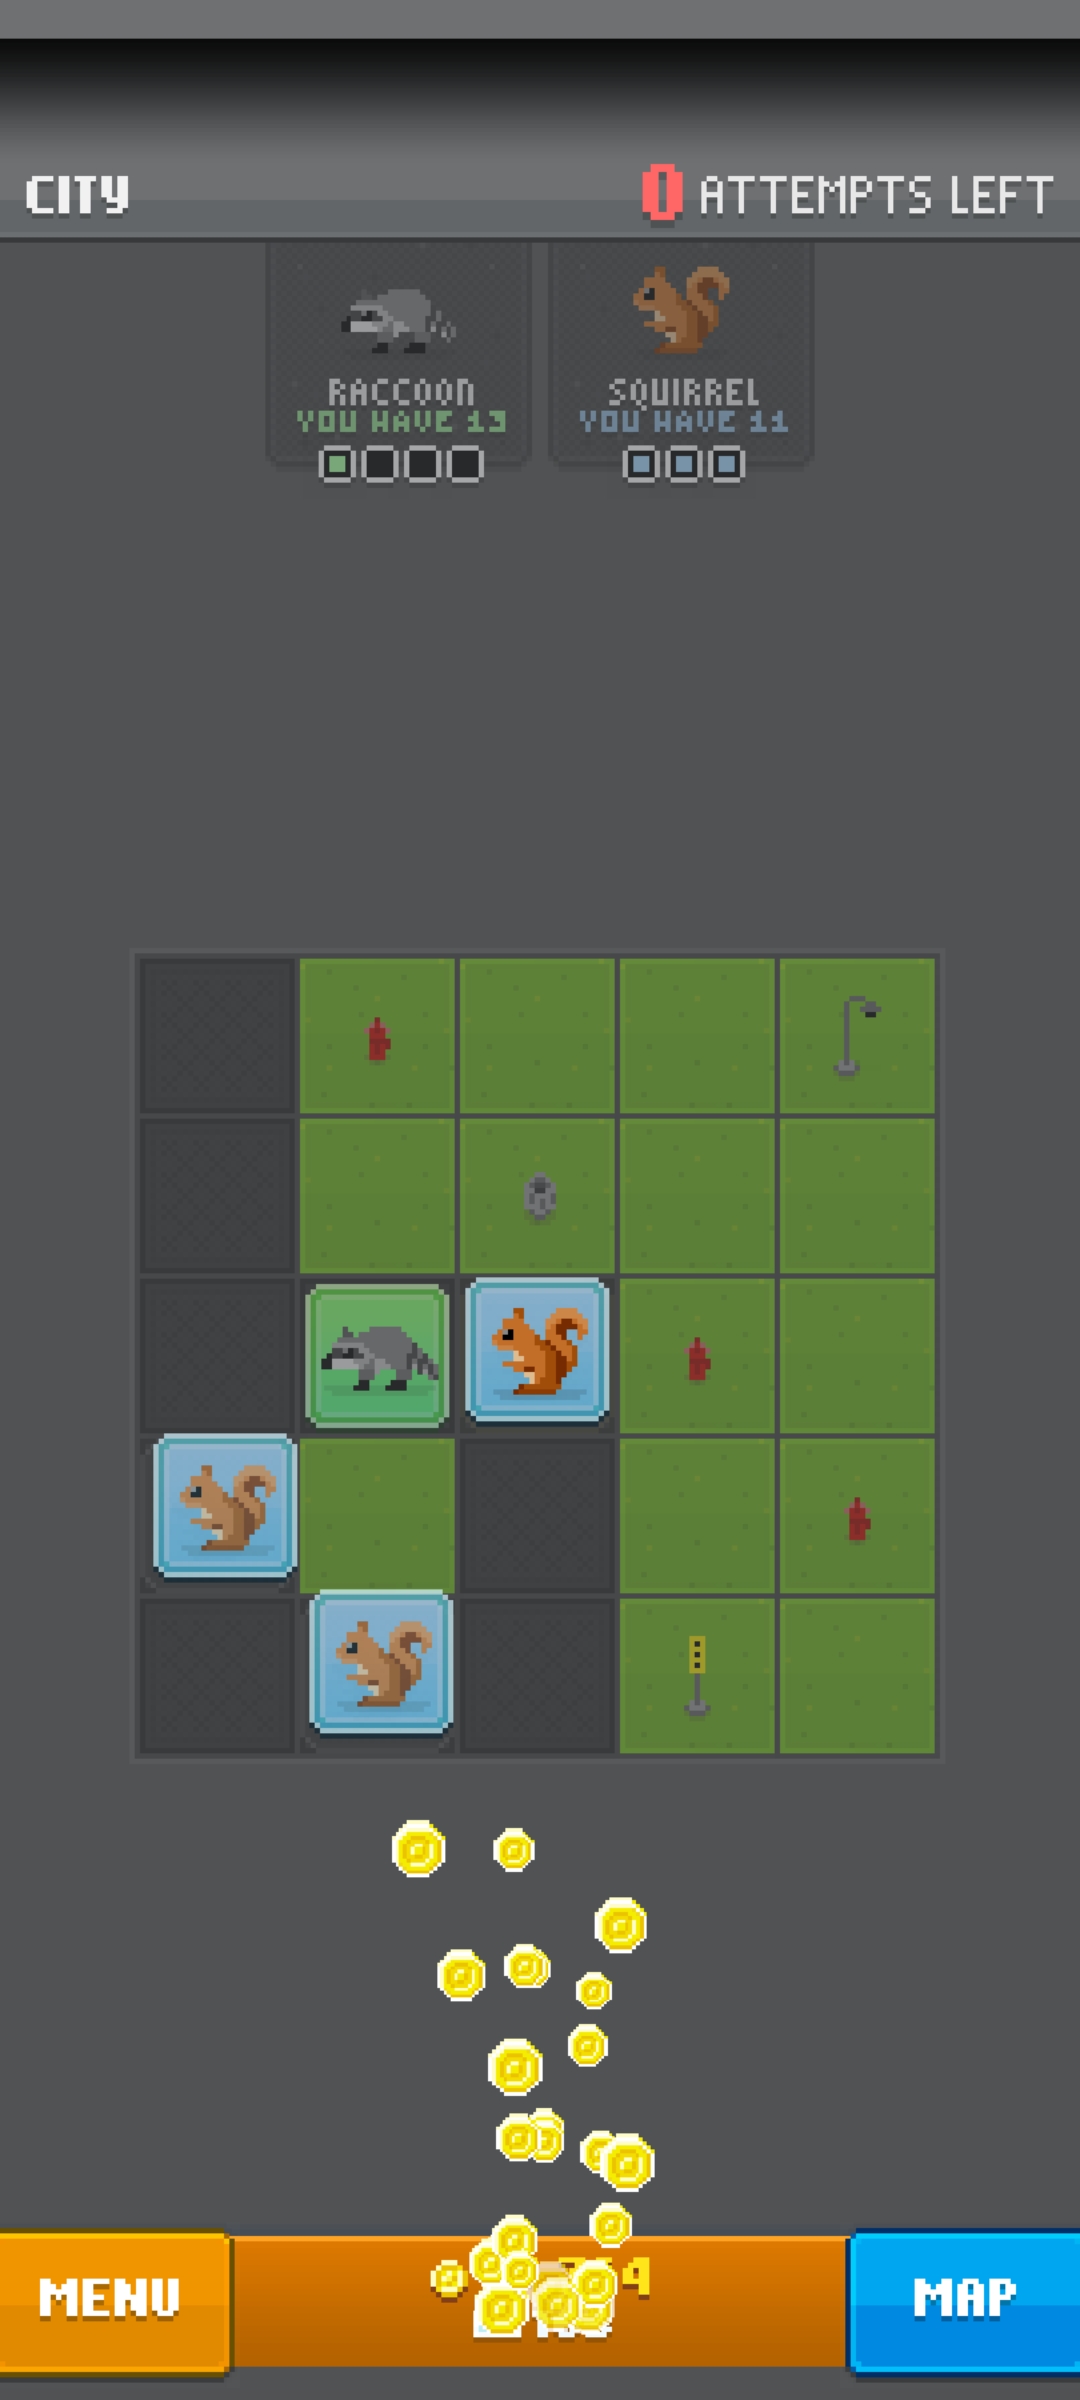 CITY
0 ATTEMPTS LEFT
RACCOON
YOU HAVE 13
SQUIRREL
YOU HAVE 11
MENU
MAP